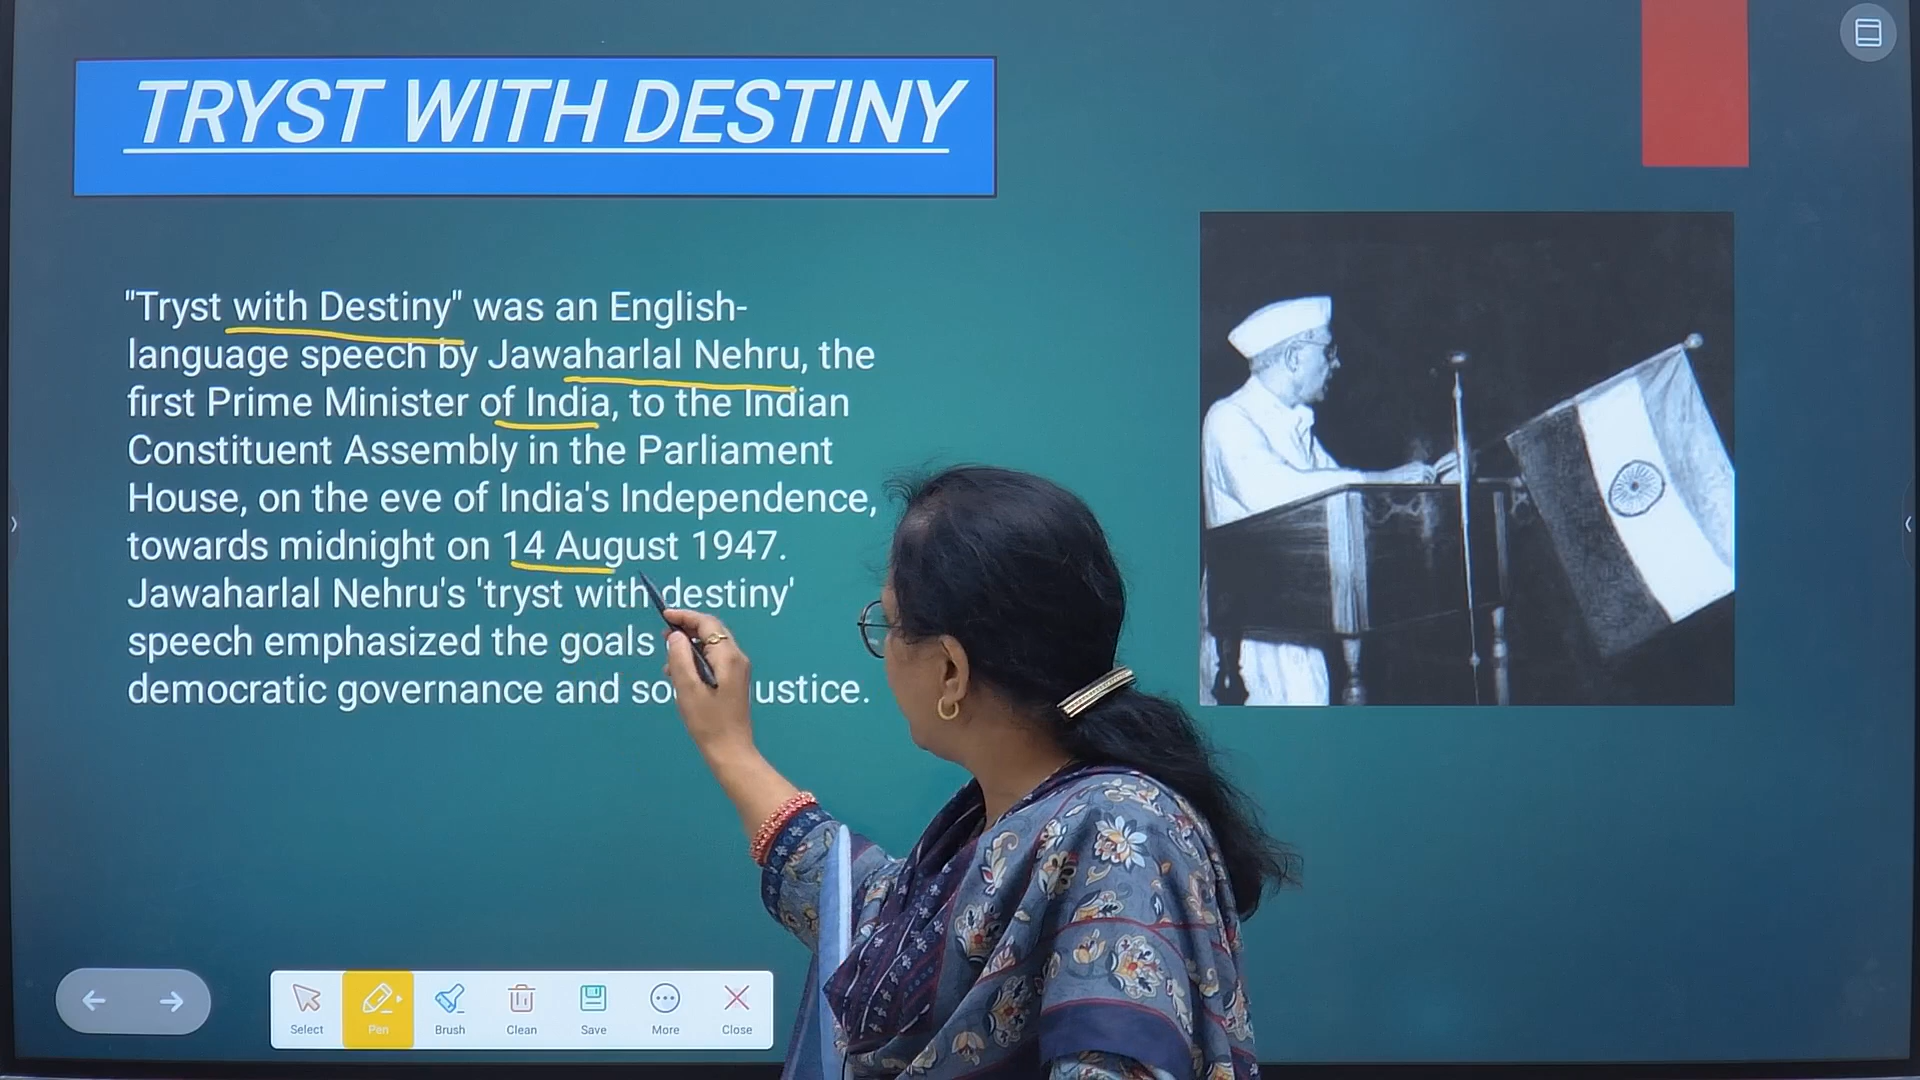 TRYST WITH DESTINY
"Tryst with Destiny" was an English-
language speech by Jawaharlal Nehru, the
first Prime Minister of India, to the Indian
Constituent Assembly in the Parliament
House, on the eve of India's Independence,
towards midnight on 14 August 1947.
Jawaharlal Nehru's 'tryst with destiny'
speech emphasized the goals
democratic governance and
Select
Pen
Brush
Clean
Save
More
Close